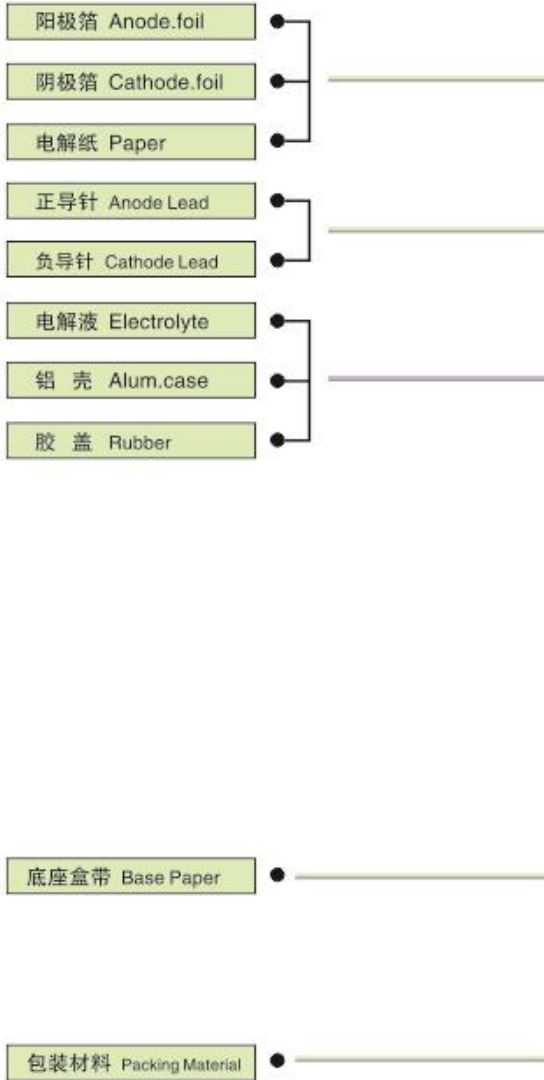 阳极箔 Anode.foil
阴极箔 Cathode.foil
电解纸 Paper
正导针 Anode Lead
负导针 Cathode Lead
电解液 Electrolyte
铝 壳 Alum.case
胶 盖 Rubber
底座盒带 Base Paper
包装材料 Packing Material